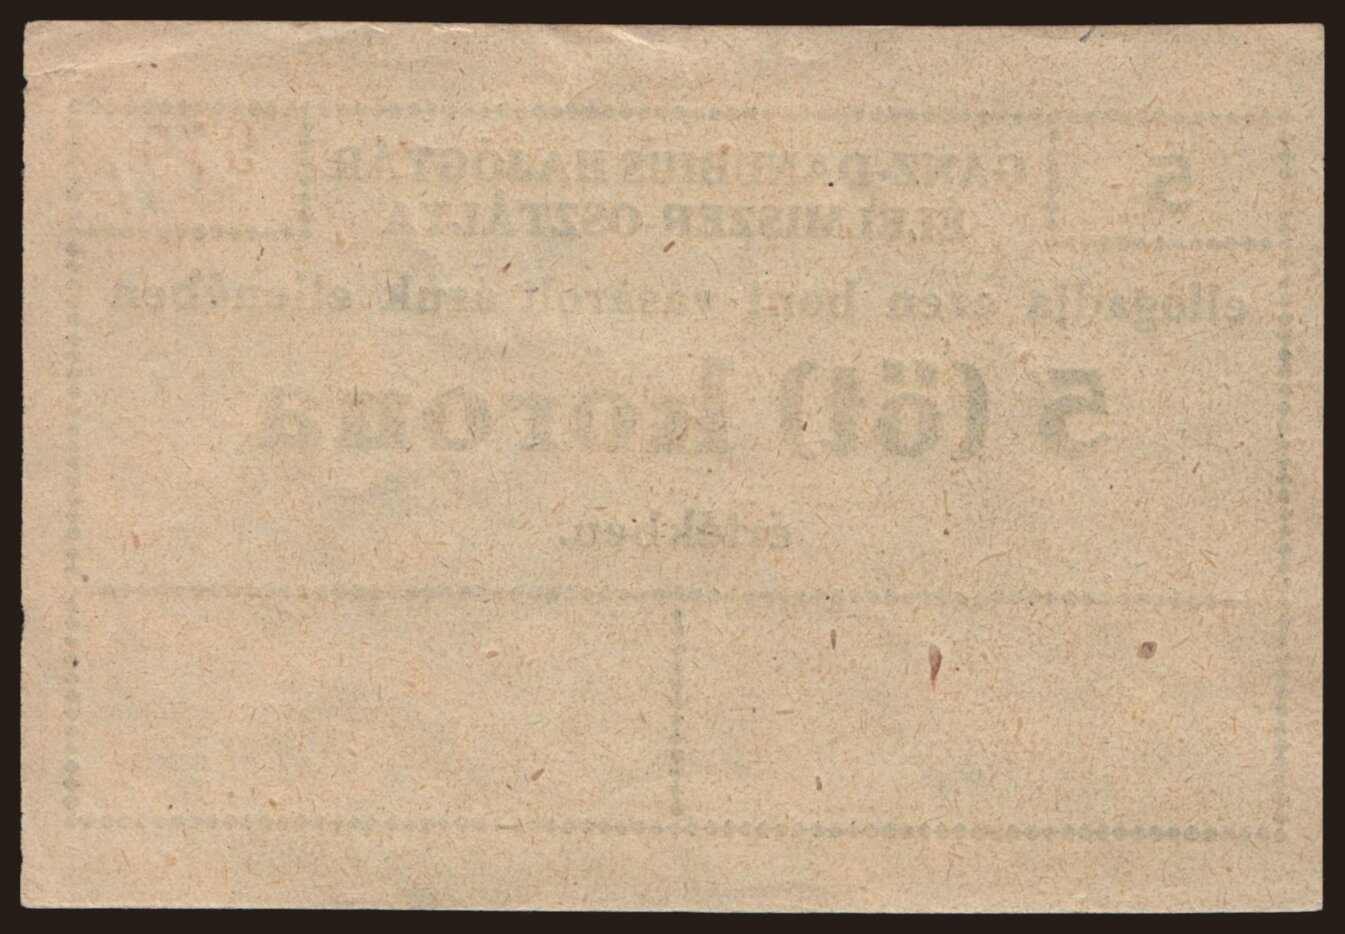 5
GANZ-DANUBIUS HAJÓGYÁR
ÉLELMISZER-OSZTÁLYA
elfogadja ezen bont vásárolt áruk ellenében
5 (öt) korona
értékben.